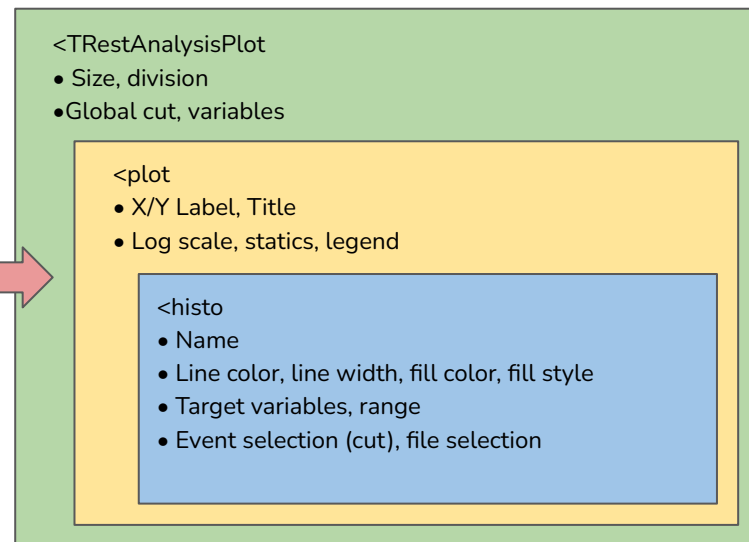 <TRestAnalysisPlot
● Size, division
●Global cut, variables
<plot
● X/Y Label, Title
● Log scale, statics, legend
<histo
● Name
● Line color, line width, fill color, fill style
● Target variables, range
● Event selection (cut), file selection